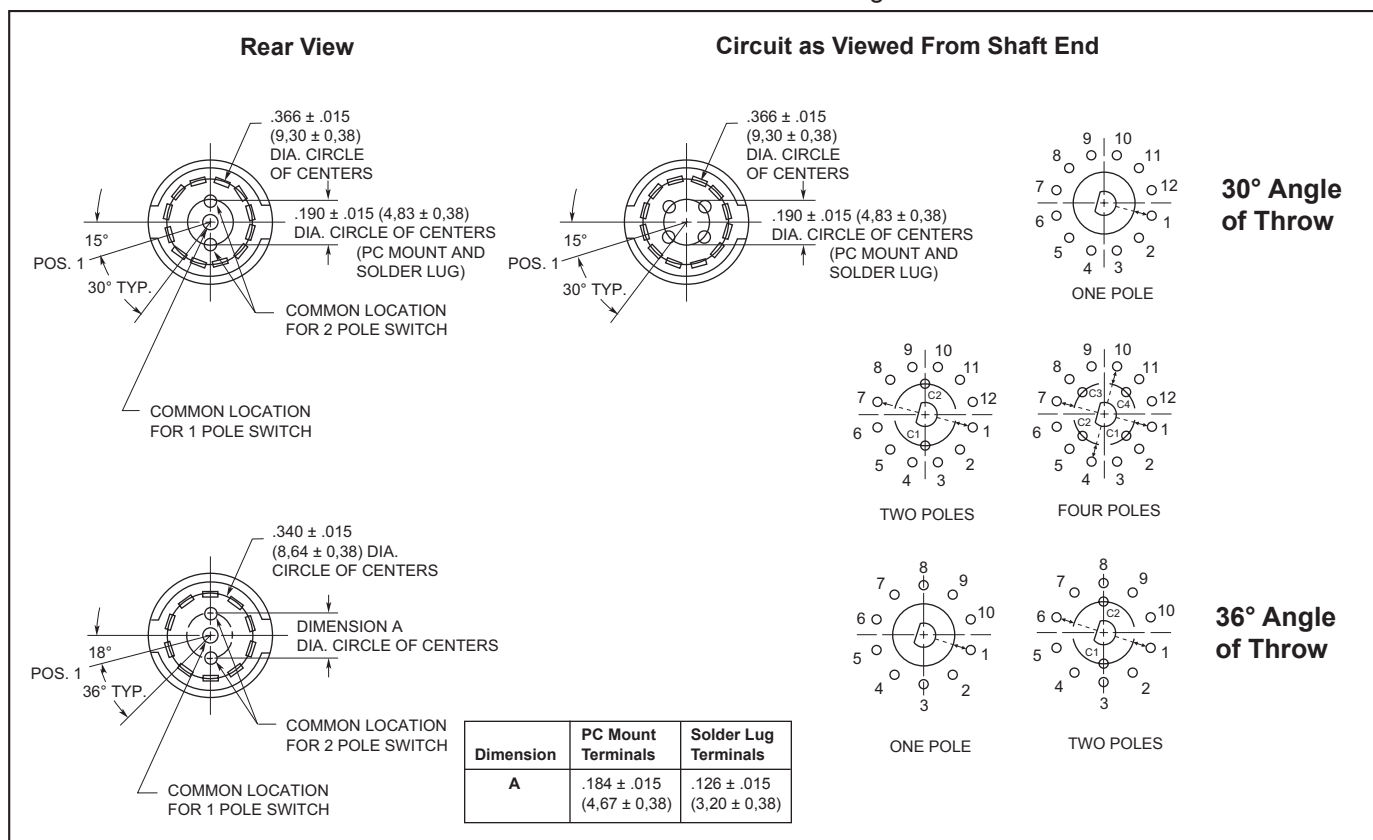 Rear View
Circuit as Viewed From Shaft End
.366 ± .015
(9,30 ± 0,38)
DIA. CIRCLE
OF CENTERS
.190 ± .015 (4,83 ± 0,38)
DIA. CIRCLE OF CENTERS
(PC MOUNT AND
SOLDER LUG)
15°
POS. 1
30° TYP.
COMMON LOCATION
FOR 2 POLE SWITCH
COMMON LOCATION
FOR 1 POLE SWITCH
.366 ± .015
(9,30 ± 0,38)
DIA. CIRCLE
OF CENTERS
.190 ± .015 (4,83 ± 0,38)
DIA. CIRCLE OF CENTERS
(PC MOUNT AND
SOLDER LUG)
15°
POS. 1
30° TYP.
9 10
8 11
7 12
6 1
5 2
4 3
ONE POLE
30° Angle
of Throw
9 10
8 11
C2
7 12
6 1
C1
5 2
4 3
TWO POLES
9 10
8 11
C3 C4
7 12
6 1
C2 C1
5 2
4 3
FOUR POLES
.340 ± .015
(8,64 ± 0,38) DIA.
CIRCLE OF CENTERS
DIMENSION A
DIA. CIRCLE OF CENTERS
18°
POS. 1
36° TYP.
COMMON LOCATION
FOR 2 POLE SWITCH
COMMON LOCATION
FOR 1 POLE SWITCH
Dimension PC Mount Terminals Solder Lug Terminals
A .184 ± .015 (4,67 ± 0,38) .126 ± .015 (3,20 ± 0,38)
8
7 9
6 10
5 1
4 2
3
ONE POLE
8
7 9
C2
6 10
5 1
C1
4 2
3
TWO POLES
36° Angle
of Throw